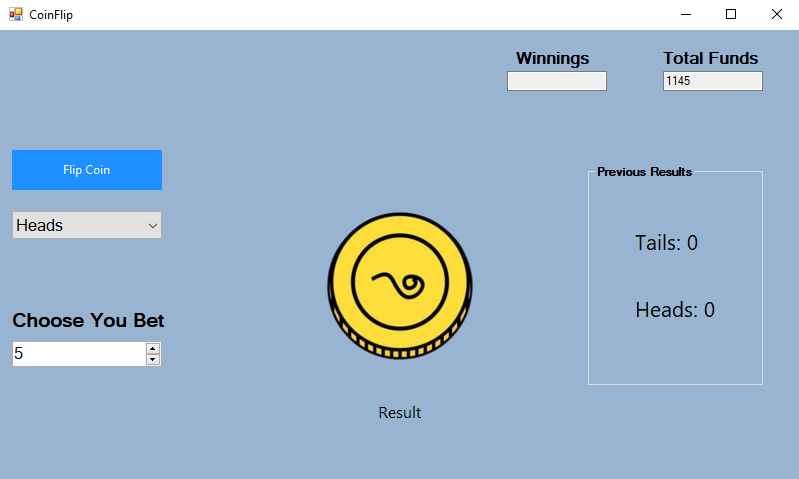 CoinFlip
Winnings
Total Funds
1145
Flip Coin
Previous Results
Heads
Tails: 0
Heads: 0
Choose You Bet
5
Result